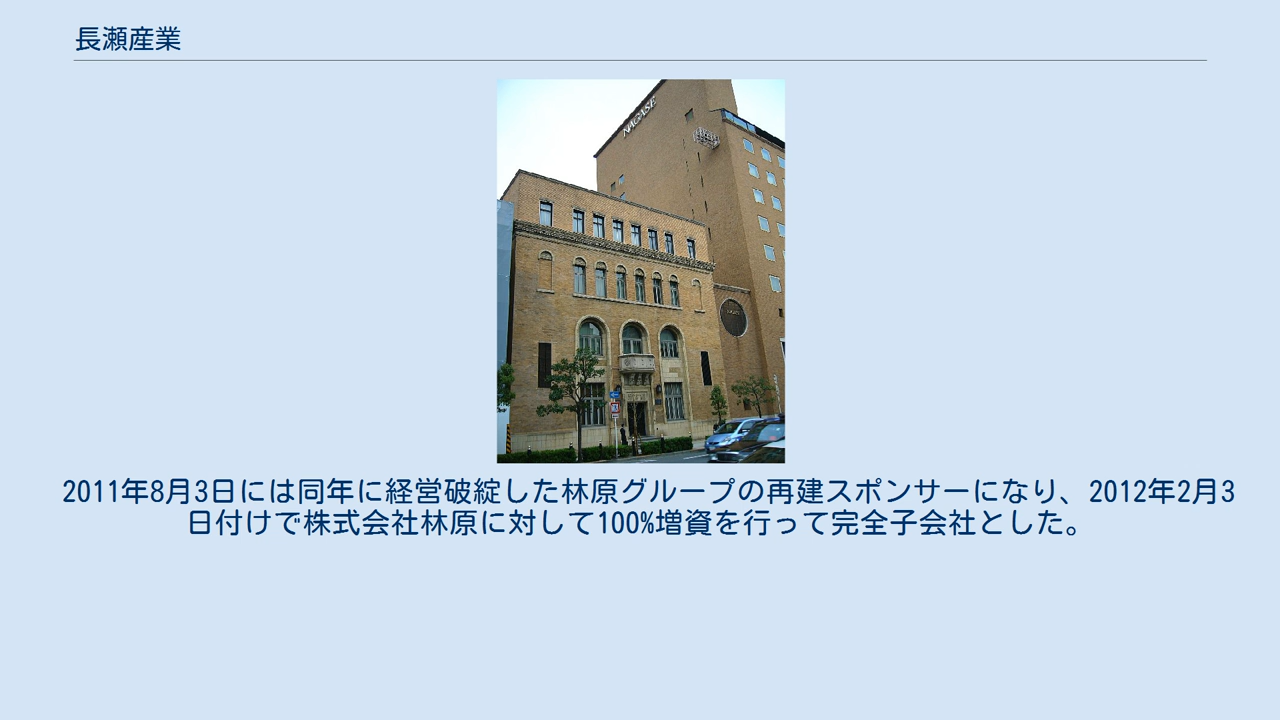 長瀬産業
NAGASE
2011年8月3日には同年に経営破綻した林原グループの再建スポンサーになり、2012年2月3
日付けで株式会社林原に対して100%増資を行って完全子会社とした。